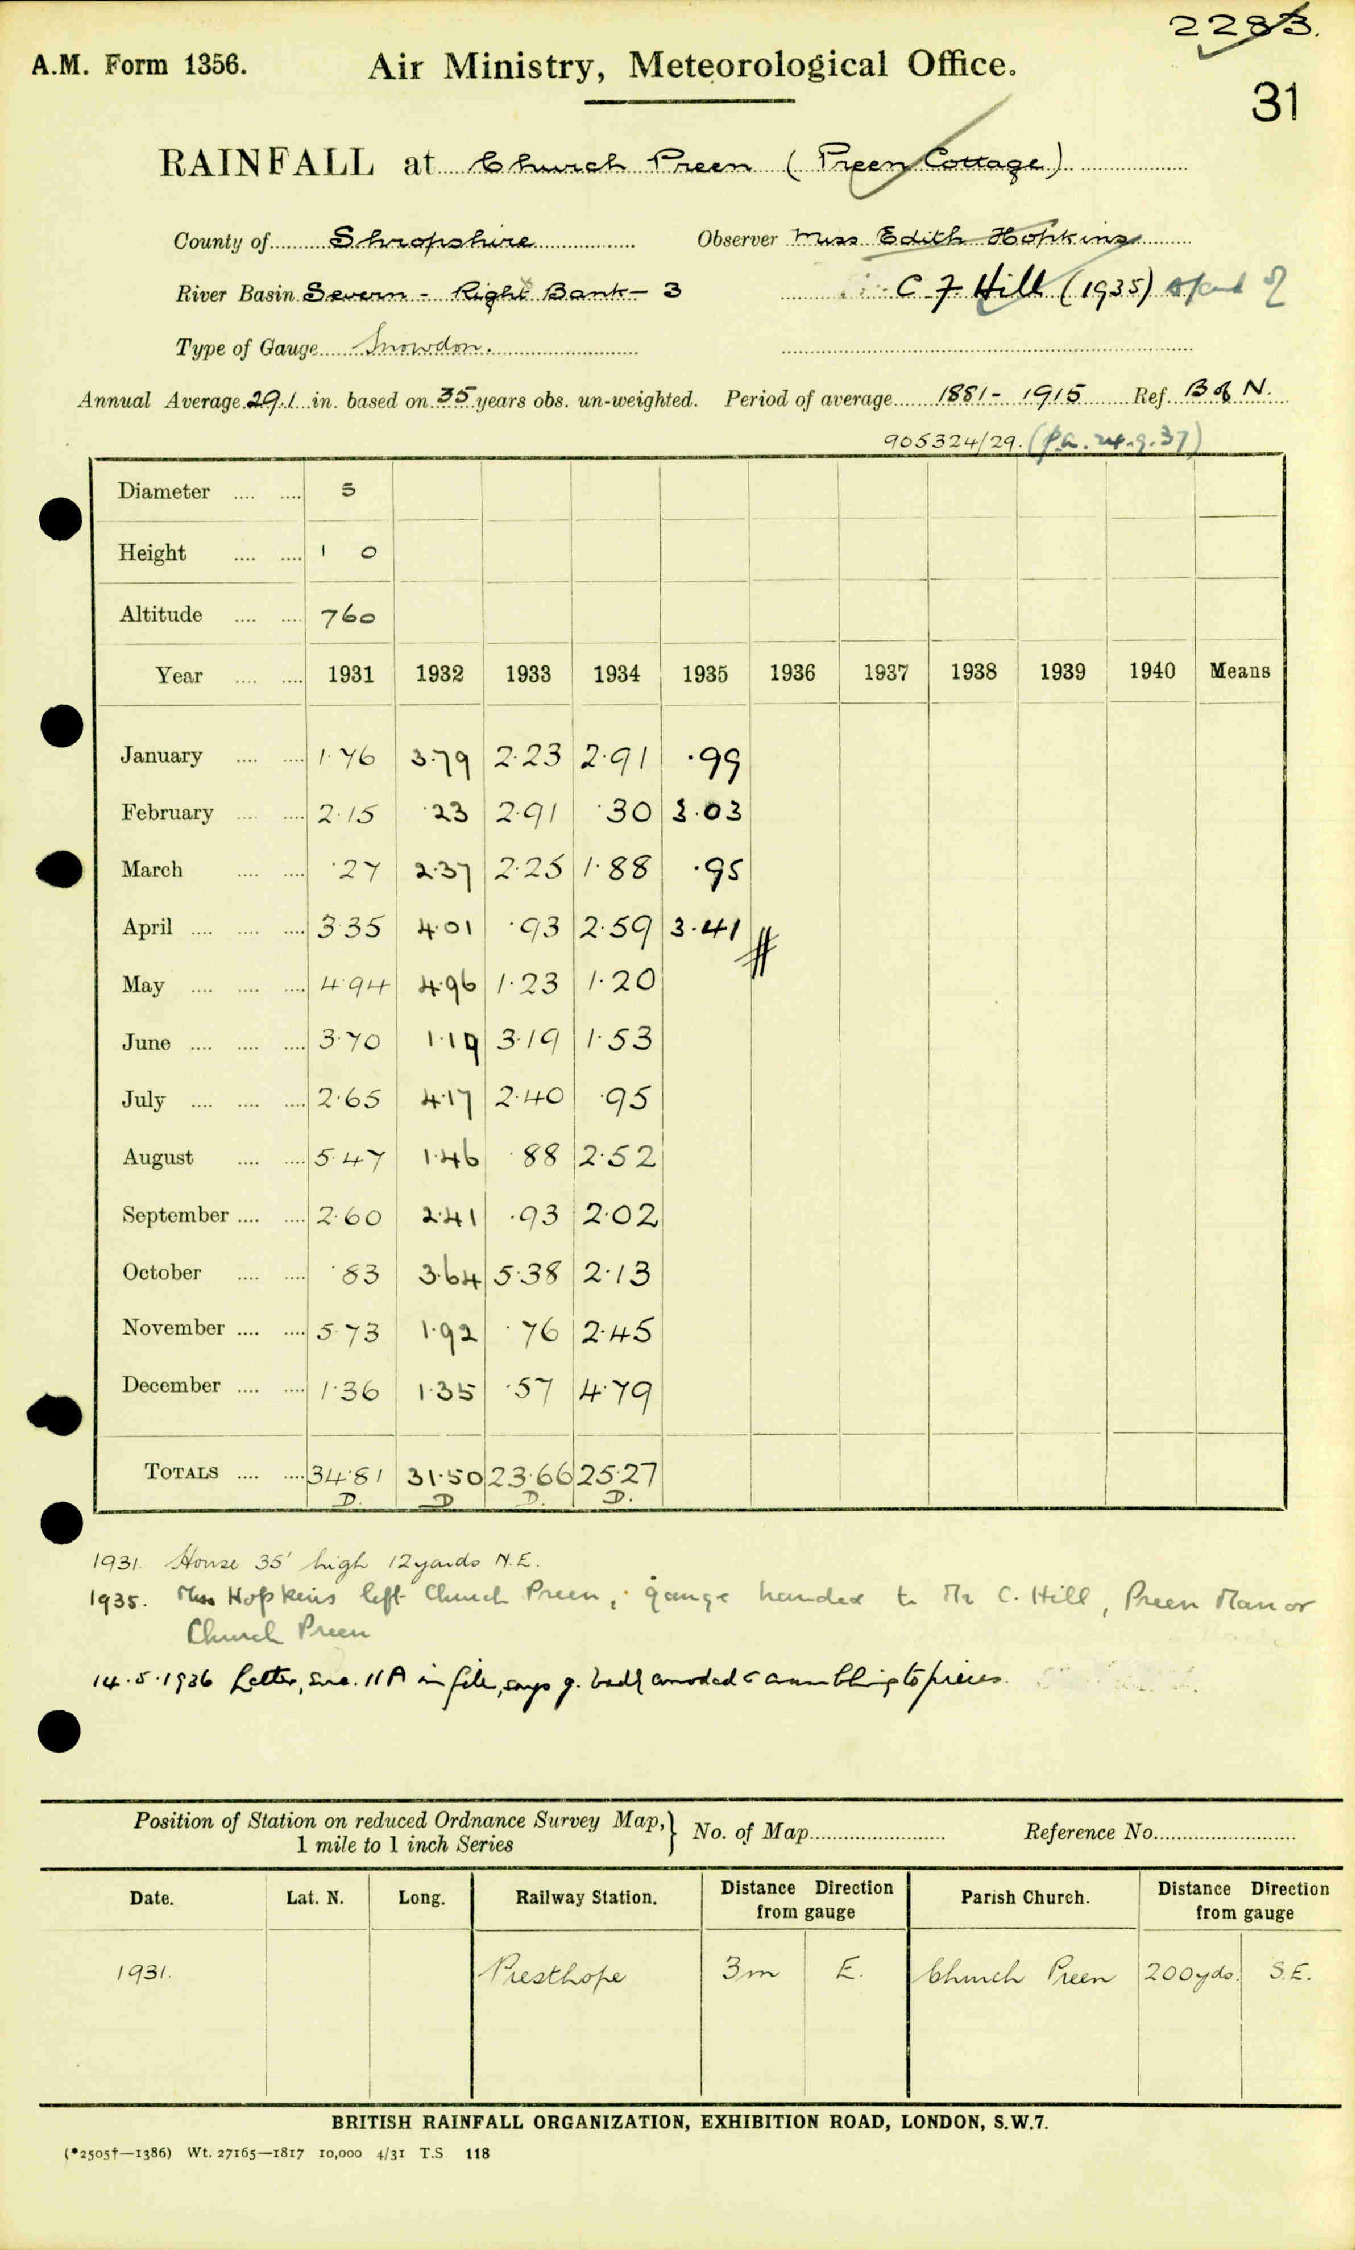 2283.
A.M. Form 1356. Air Ministry, Meteorological Office.
31
RAINFALL at Church Preen (Preen Cottage)
County of Shropshire Observer Miss Edith Hopkins
River Basin Severn - Right Bank - 3 C J Hill (1935)
Type of Gauge Snowdon.
Annual Average 29.1 in. based on 35 years obs. un-weighted. Period of average 1881 - 1915 Ref. B of N.
905324/29. (p.a. 24.9.37)
Diameter 5
Height 1 0
Altitude 760
Year 1931 1932 1933 1934 1935 1936 1937 1938 1939 1940 Means
January 1.76 3.79 2.23 2.91 .99
February 2.15 .23 2.91 .30 3.03
March .27 2.37 2.25 1.88 .95
April 3.35 4.01 .93 2.59 3.41
May 4.94 4.96 1.23 1.20
June 3.70 1.19 3.19 1.53
July 2.65 4.17 2.40 .95
August 5.47 1.46 .88 2.52
September 2.60 2.41 .93 2.02
October .83 3.64 5.38 2.13
November 5.73 1.92 .76 2.45
December 1.36 1.35 .57 4.79
TOTALS 34.81 31.50 23.66 25.27
D. D D. D.
1931. House 35' high 12 yards N.E.
1935. Miss Hopkins left Church Preen, gauge handed to Mr C. Hill, Preen Manor
Church Preen
14.5.1936 Letter, 11A in file, says g. badly corroded & crumbling to pieces.
Position of Station on reduced Ordnance Survey Map, } No. of Map Reference No.
1 mile to 1 inch Series
Date. Lat. N. Long. Railway Station. Distance Direction from gauge Parish Church. Distance Direction from gauge
1931. Presthope 3m E. Church Preen 200yds. S.E.
BRITISH RAINFALL ORGANIZATION, EXHIBITION ROAD, LONDON, S.W.7.
(*2505†—1386) Wt. 27165—1817 10,000 4/31 T.S 118